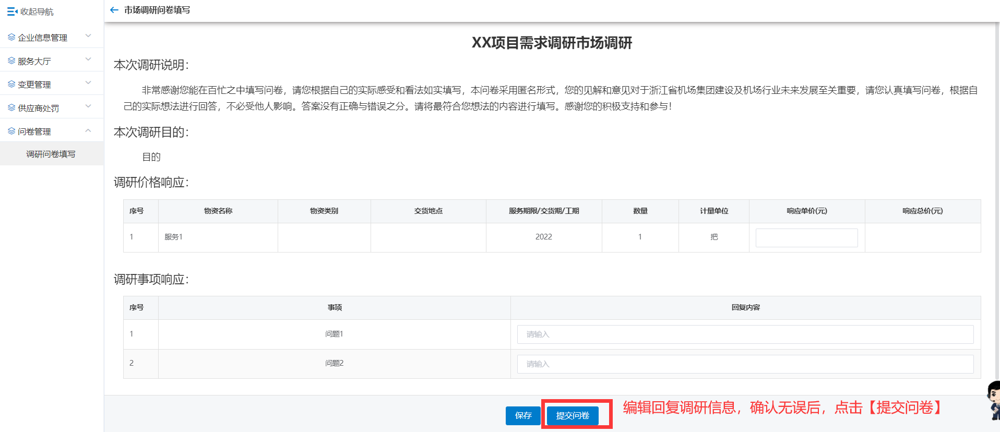 收起导航
市场调研问卷填写
企业信息管理
服务大厅
变更管理
供应商处罚
问卷管理
调研问卷填写
XX项目需求调研市场调研
本次调研说明：
非常感谢您能在百忙之中填写问卷，请您根据自己的实际感受和看法如实填写，本问卷采用匿名形式，您的见解和意见对于浙江省机场集团建设及机场行业未来发展至关重要，请您认真填写问卷，根据自
己的实际想法进行回答，不必受他人影响。答案没有正确与错误之分。请将最符合您想法的内容进行填写。感谢您的积极支持和参与！
本次调研目的：
目的
调研价格响应：
序号 物资名称 物资类别 交货地点 服务期限/交货期/工期 数量 计量单位 响应单价(元) 响应总价(元)
1 服务1 2022 1 把
调研事项响应：
序号 事项 回复内容
1 问题1 请输入
2 问题2 请输入
保存 提交问卷 编辑回复调研信息，确认无误后，点击【提交问卷】